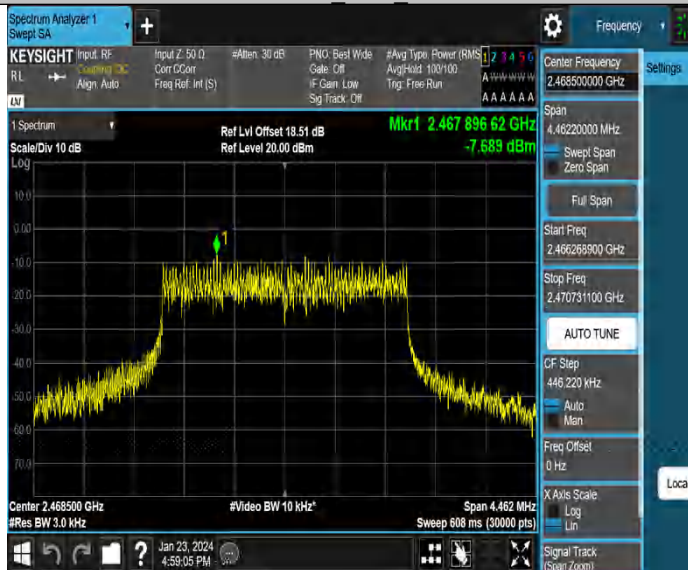 Spectrum Analyzer 1
Swept SA
+
Frequency
KEYSIGHT
RL
Input: RF
Coupling: DC
Align: Auto
Input Z: 50 Ω
Corr CCorr
Freq Ref: Int (S)
#Atten: 30 dB
PNO: Best Wide
Gate: Off
IF Gain: Low
Sig Track: Off
#Avg Type: Power (RMS
Avg|Hold: 100/100
Trig: Free Run
1 2 3 4 5 6
A W W W W W
A A A A A A
LXI
1 Spectrum
Scale/Div 10 dB
Log
Ref Lvl Offset 18.51 dB
Ref Level 20.00 dBm
Mkr1 2.467 896 62 GHz
-7.689 dBm
10.0
0.00
-10.0
-20.0
-30.0
-40.0
-50.0
-60.0
-70.0
1
Center 2.468500 GHz
#Res BW 3.0 kHz
#Video BW 10 kHz*
Span 4.462 MHz
Sweep 608 ms (30000 pts)
?
Jan 23, 2024
4:59:05 PM
Center Frequency
2.468500000 GHz
Settings
Span
4.46220000 MHz
Swept Span
Zero Span
Full Span
Start Freq
2.466268900 GHz
Stop Freq
2.470731100 GHz
AUTO TUNE
CF Step
446.220 kHz
Auto
Man
Freq Offset
0 Hz
X Axis Scale
Log
Lin
Local
Signal Track
(Span Zoom)